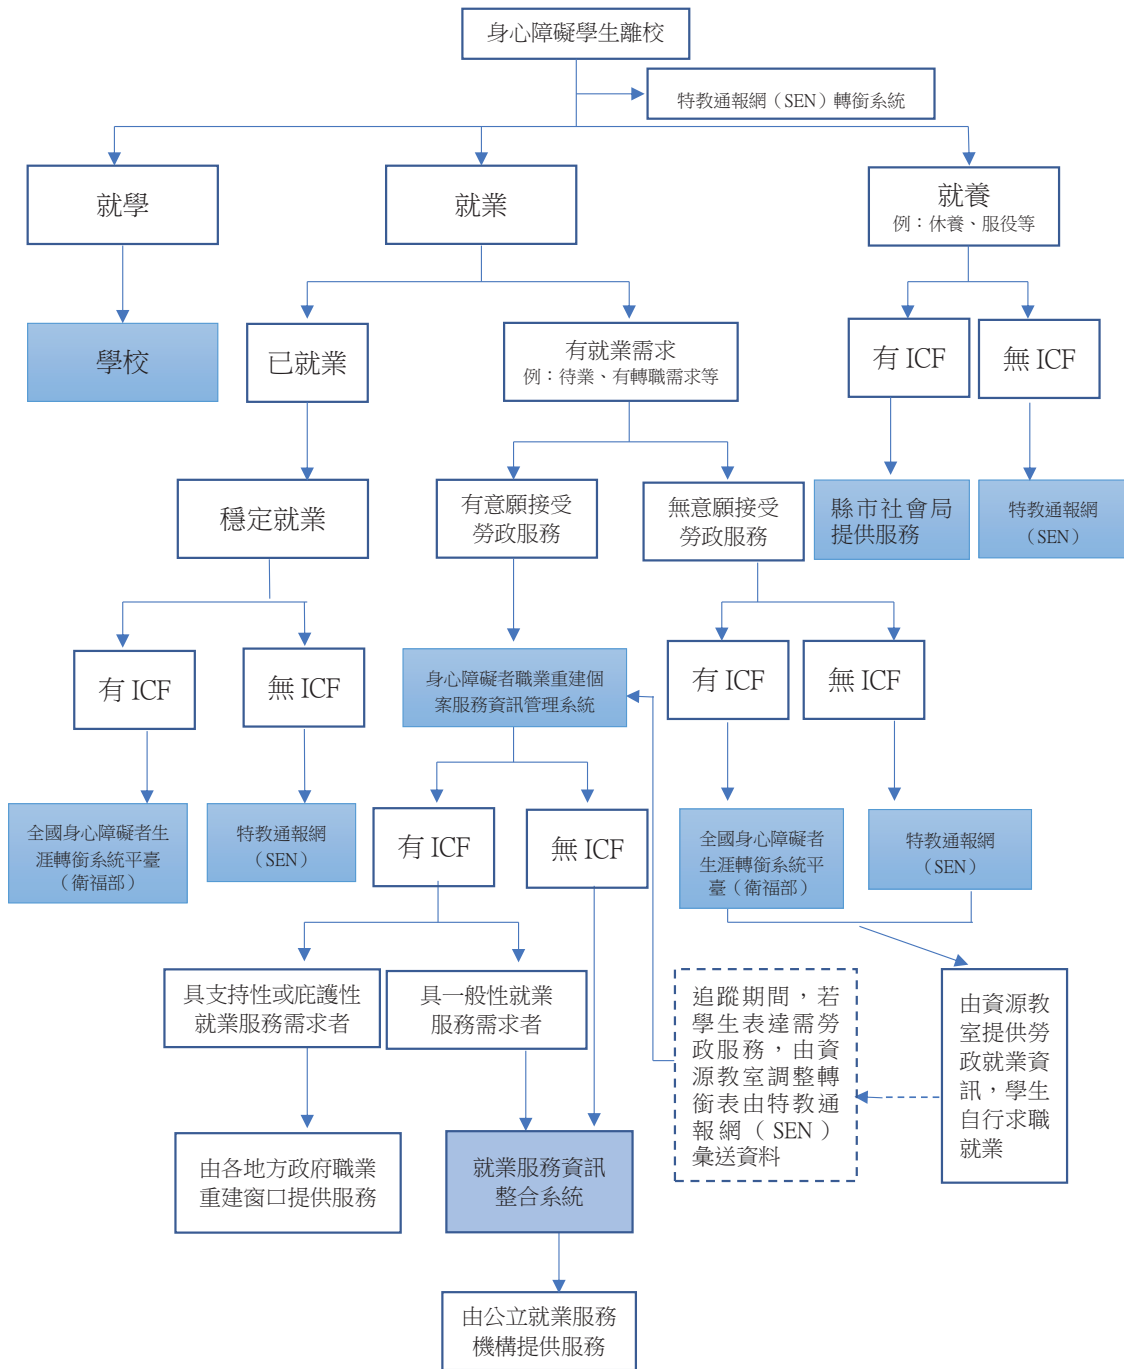 身心障礙學生離校
特教通報網（SEN）轉銜系統
就學
就業
就養
例：休養、服役等
學校
已就業
有就業需求
例：待業、有轉職需求等
有 ICF
無 ICF
穩定就業
有意願接受
勞政服務
無意願接受
勞政服務
縣市社會局
提供服務
特教通報網
（SEN）
有 ICF
無 ICF
身心障礙者職業重建個
案服務資訊管理系統
有 ICF
無 ICF
全國身心障礙者生
涯轉銜系統平臺
（衛福部）
特教通報網
（SEN）
有 ICF
無 ICF
全國身心障礙者
生涯轉銜系統平
臺（衛福部）
特教通報網
（SEN）
具支持性或庇護性
就業服務需求者
具一般性就業
服務需求者
追蹤期間，若
學生表達需勞
政服務，由資
源教室調整轉
銜表由特教通
報網（SEN）
彙送資料
由資源教
室提供勞
政就業資
訊，學生
自行求職
就業
由各地方政府職業
重建窗口提供服務
就業服務資訊
整合系統
由公立就業服務
機構提供服務